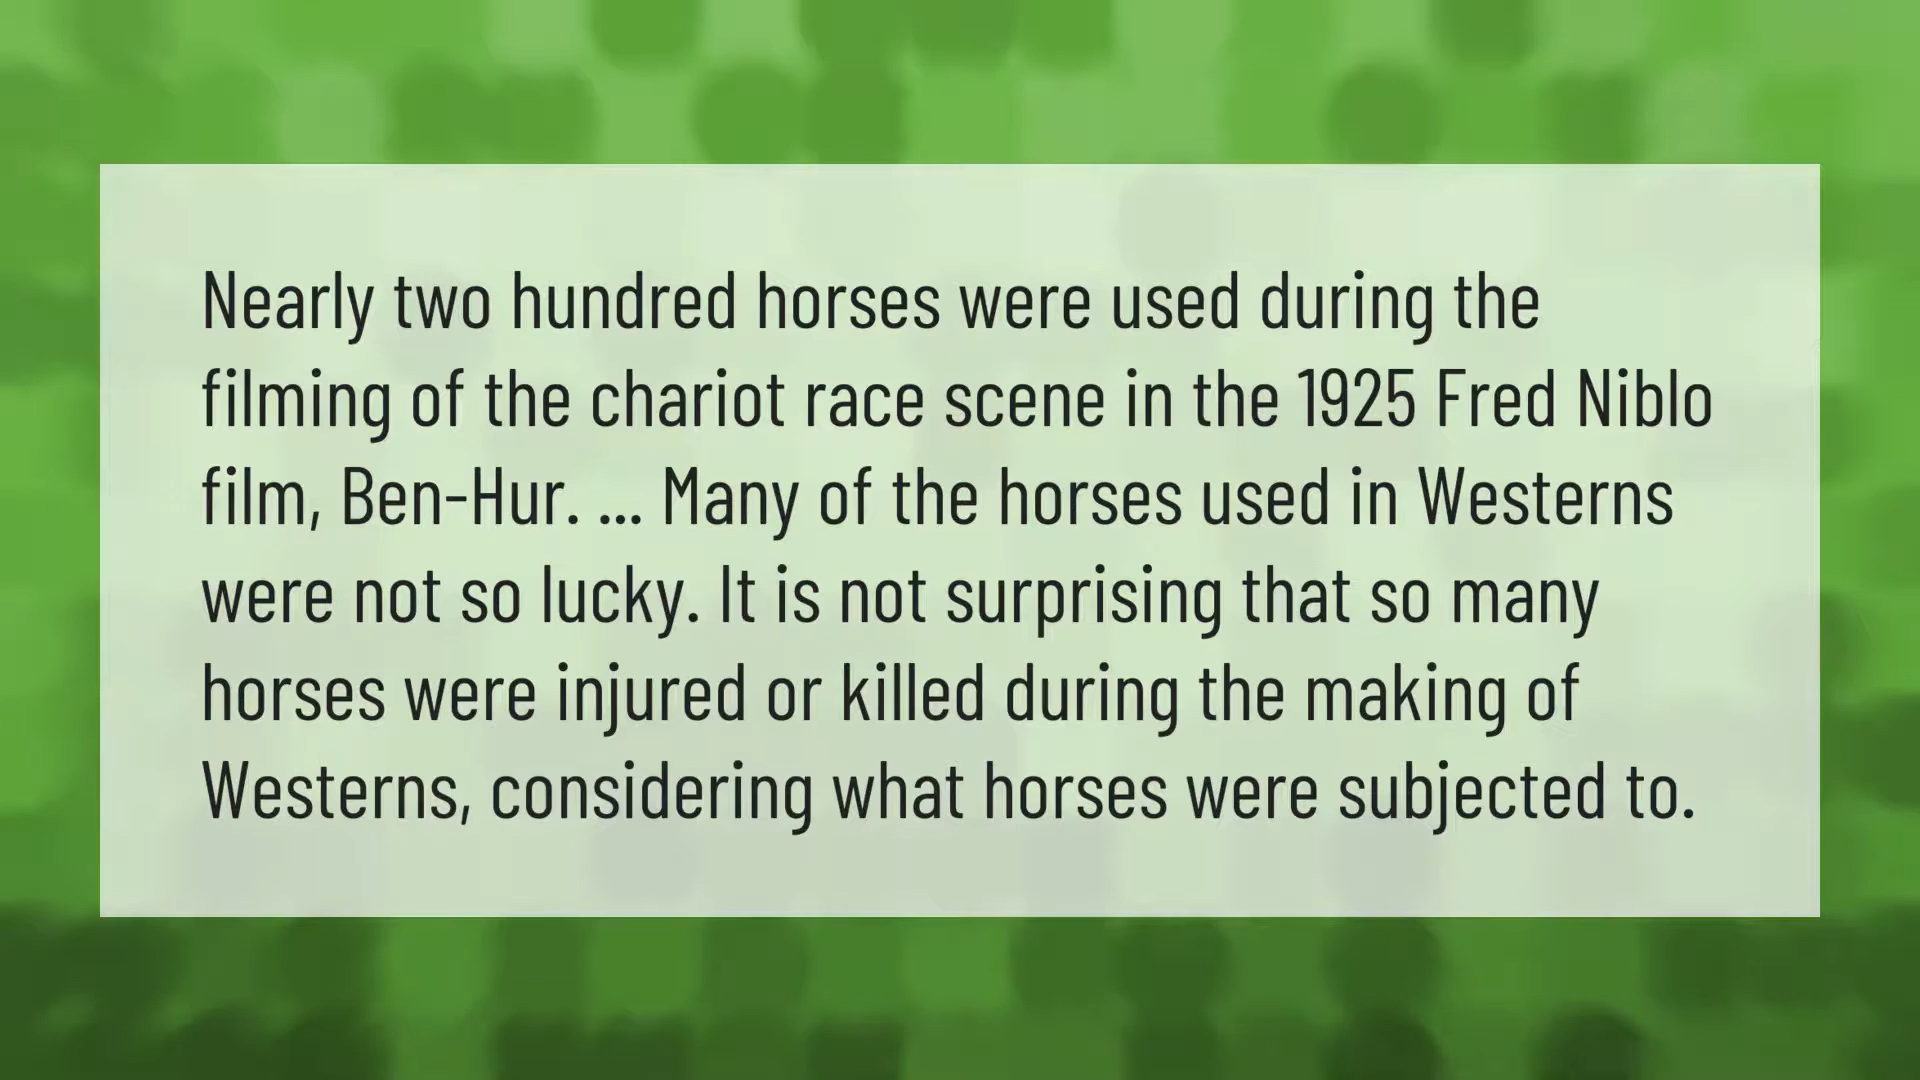 Nearly two hundred horses were used during the
filming of the chariot race scene in the 1925 Fred Niblo
film, Ben-Hur. ... Many of the horses used in Westerns
were not so lucky. It is not surprising that so many
horses were injured or killed during the making of
Westerns, considering what horses were subjected to.